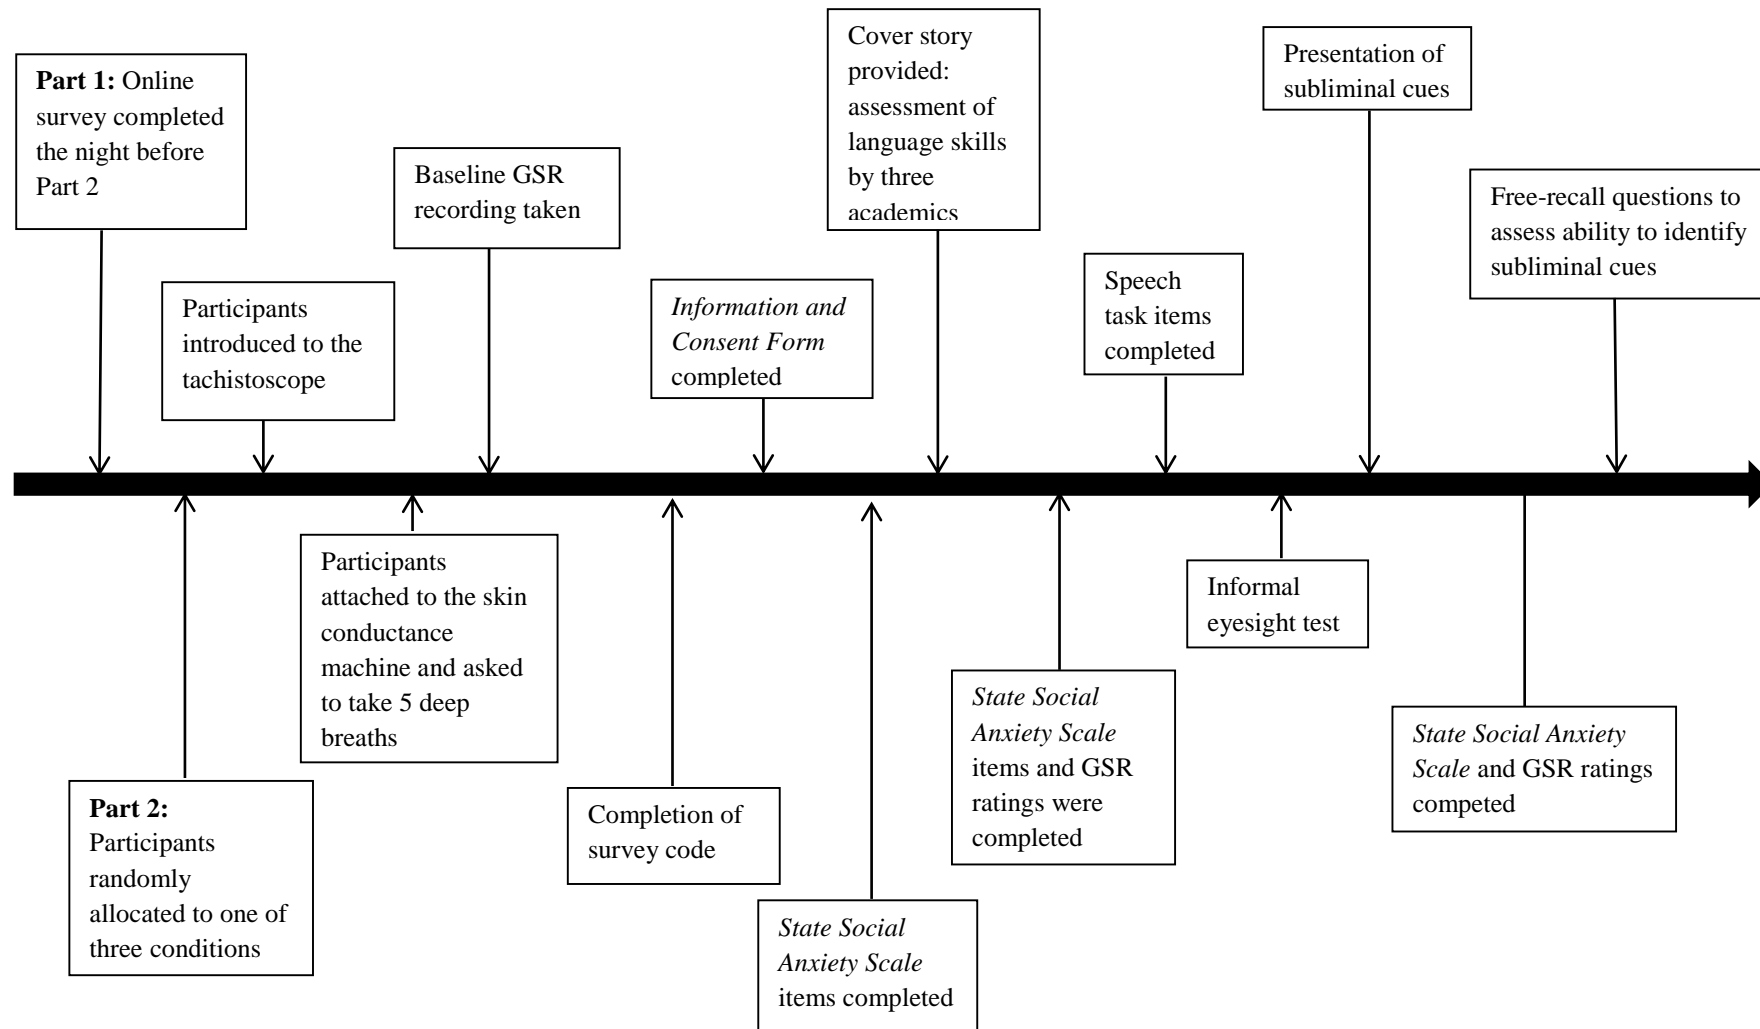 Part 1: Online
survey completed
the night before
Part 2
Part 2:
Participants
randomly
allocated to one of
three conditions
Participants
introduced to the
tachistoscope
Participants
attached to the skin
conductance
machine and asked
to take 5 deep
breaths
Baseline GSR
recording taken
Completion of
survey code
Information and
Consent Form
completed
State Social
Anxiety Scale
items completed
Cover story
provided:
assessment of
language skills
by three
academics
State Social
Anxiety Scale
items and GSR
ratings were
completed
Speech
task items
completed
Informal
eyesight test
Presentation of
subliminal cues
State Social Anxiety
Scale and GSR ratings
competed
Free-recall questions to
assess ability to identify
subliminal cues